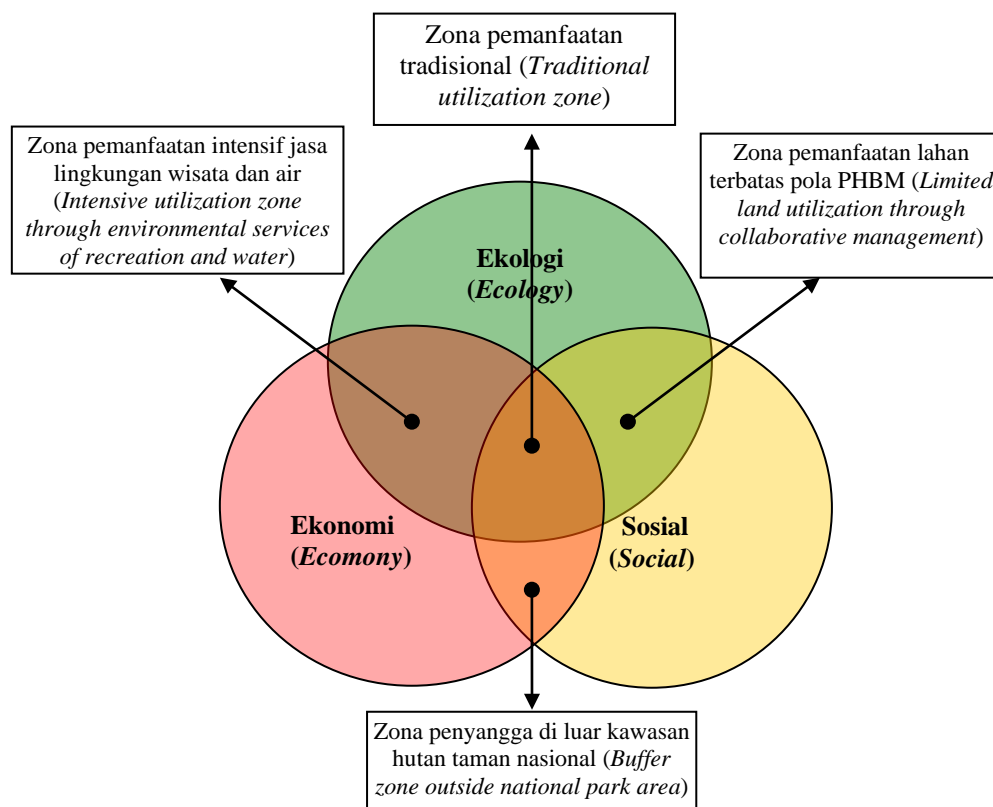 Zona pemanfaatan
tradisional (Traditional
utilization zone)
Zona pemanfaatan intensif jasa
lingkungan wisata dan air
(Intensive utilization zone
through environmental services
of recreation and water)
Zona pemanfaatan lahan
terbatas pola PHBM (Limited
land utilization through
collaborative management)
Ekologi
(Ecology)
Ekonomi
(Ecomony)
Sosial
(Social)
Zona penyangga di luar kawasan
hutan taman nasional (Buffer
zone outside national park area)